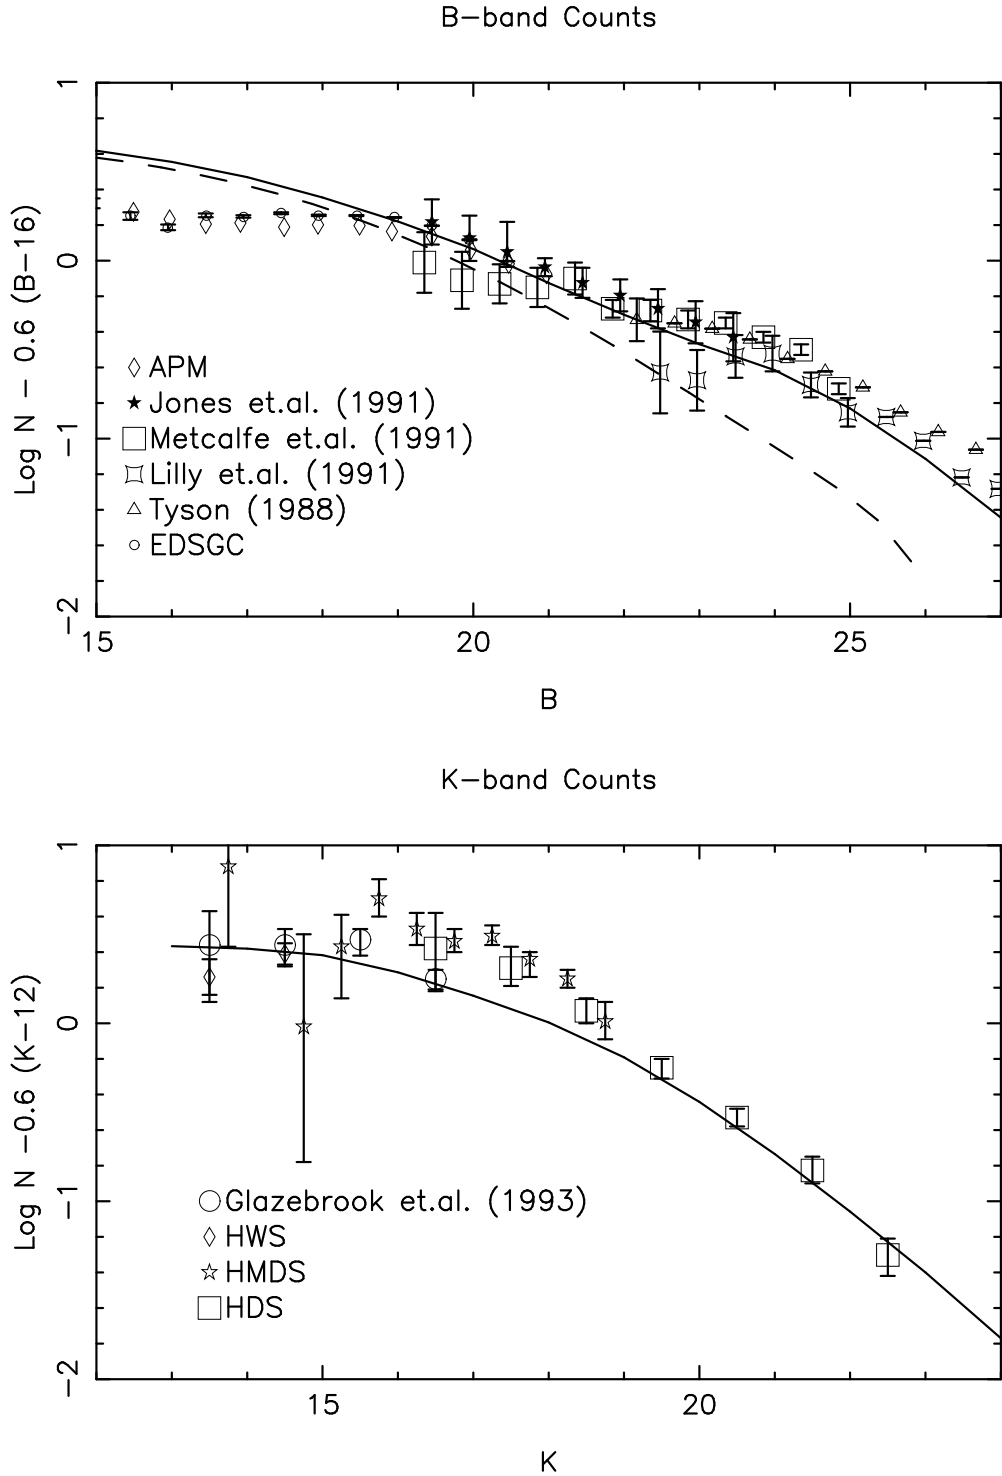 B-band Counts
1
0
-1
-2
Log N - 0.6 (B-16)
APM
Jones et.al. (1991)
Metcalfe et.al. (1991)
Lilly et.al. (1991)
Tyson (1988)
EDSGC
15 20 25
B
K-band Counts
1
0
-1
-2
Log N -0.6 (K-12)
Glazebrook et.al. (1993)
HWS
HMDS
HDS
15 20
K